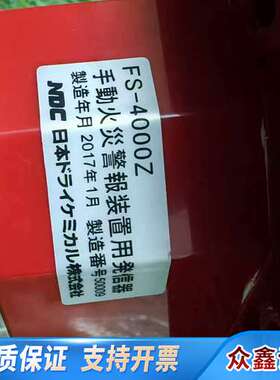 FS-4000Z
手動火災警報装置用発信器
製造年月 2017年1月 製造番号 50009
NDC 日本ドライケミカル株式会社
质保证 支持开票
众鑫